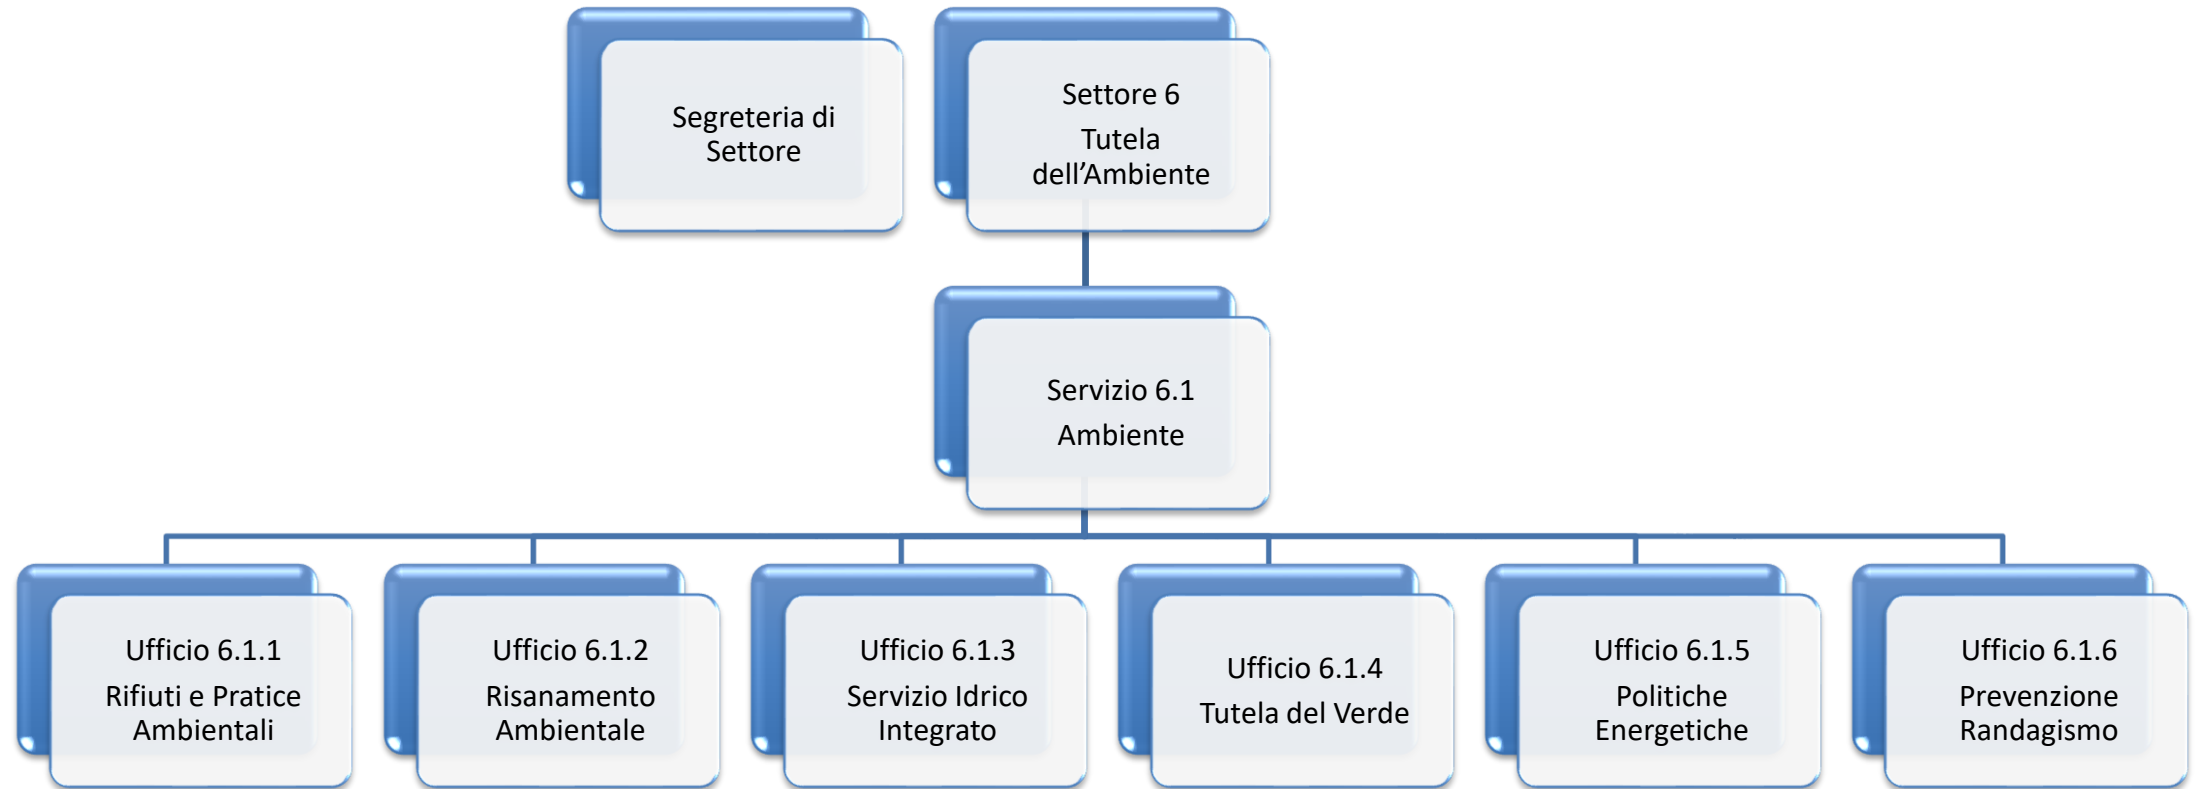 Segreteria di
Settore
Settore 6
Tutela
dell’Ambiente
Servizio 6.1
Ambiente
Ufficio 6.1.1
Rifiuti e Pratice
Ambientali
Ufficio 6.1.2
Risanamento
Ambientale
Ufficio 6.1.3
Servizio Idrico
Integrato
Ufficio 6.1.4
Tutela del Verde
Ufficio 6.1.5
Politiche
Energetiche
Ufficio 6.1.6
Prevenzione
Randagismo